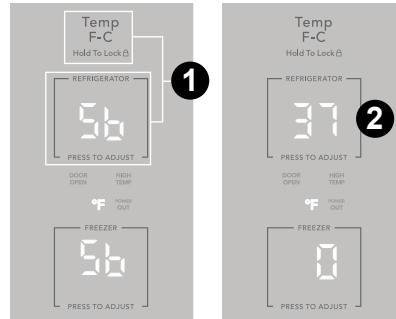 Temp
F-C
Hold To Lock
REFRIGERATOR
1
Sb
PRESS TO ADJUST
DOOR OPEN
HIGH TEMP
°F
POWER OUT
FREEZER
Sb
PRESS TO ADJUST
Temp
F-C
Hold To Lock
REFRIGERATOR
37
2
PRESS TO ADJUST
DOOR OPEN
HIGH TEMP
°F
POWER OUT
FREEZER
0
PRESS TO ADJUST